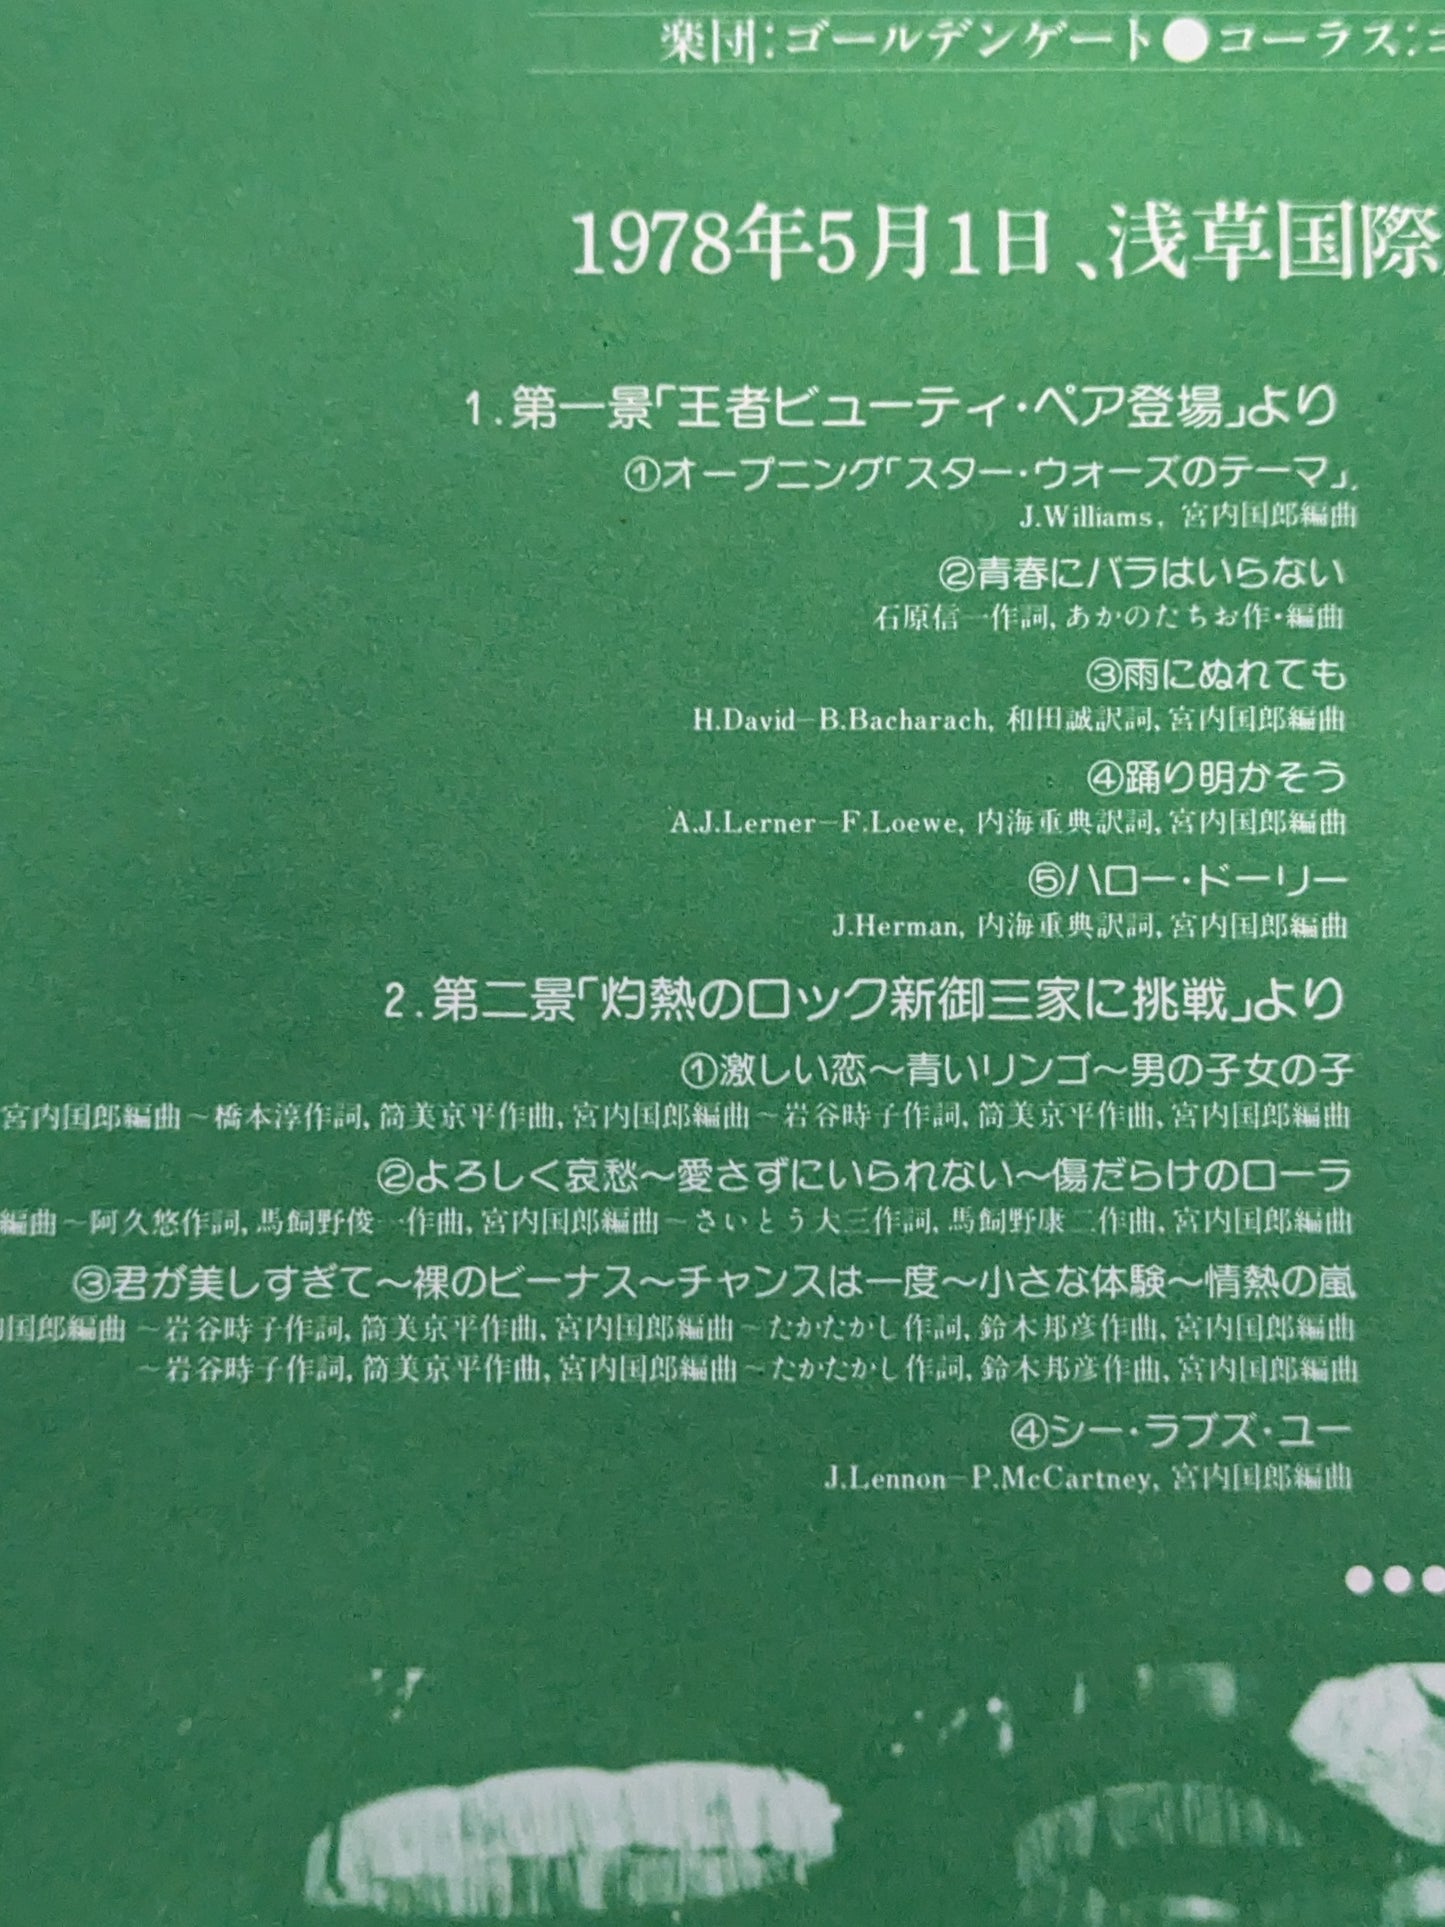 楽団:ゴールデンゲート●コーラス:
1978年5月1日、浅草国際
1.第一景「王者ビューティ・ペア登場」より
①オープニング「スター・ウォーズのテーマ」
J.Williams, 宮内国郎編曲
②青春にバラはいらない
石原信一作詞, あかのたちお作・編曲
③雨にぬれても
H.David–B.Bacharach, 和田誠訳詞, 宮内国郎編曲
④踊り明かそう
A.J.Lerner–F.Loewe, 内海重典訳詞, 宮内国郎編曲
⑤ハロー・ドーリー
J.Herman, 内海重典訳詞, 宮内国郎編曲
2.第二景「灼熱のロック新御三家に挑戦」より
①激しい恋～青いリンゴ～男の子女の子
宮内国郎編曲～橋本淳作詞, 筒美京平作曲, 宮内国郎編曲～岩谷時子作詞, 筒美京平作曲, 宮内国郎編曲
②よろしく哀愁～愛さずにいられない～傷だらけのローラ
編曲～阿久悠作詞, 馬飼野俊一作曲, 宮内国郎編曲～さいとう大三作詞, 馬飼野康二作曲, 宮内国郎編曲
③君が美しすぎて～裸のビーナス～チャンスは一度～小さな体験～情熱の嵐
国郎編曲 ～岩谷時子作詞, 筒美京平作曲, 宮内国郎編曲～たかたかし作詞, 鈴木邦彦作曲, 宮内国郎編曲
～岩谷時子作詞, 筒美京平作曲, 宮内国郎編曲～たかたかし作詞, 鈴木邦彦作曲, 宮内国郎編曲
④シー・ラブズ・ユー
J.Lennon–P.McCartney, 宮内国郎編曲
●●●